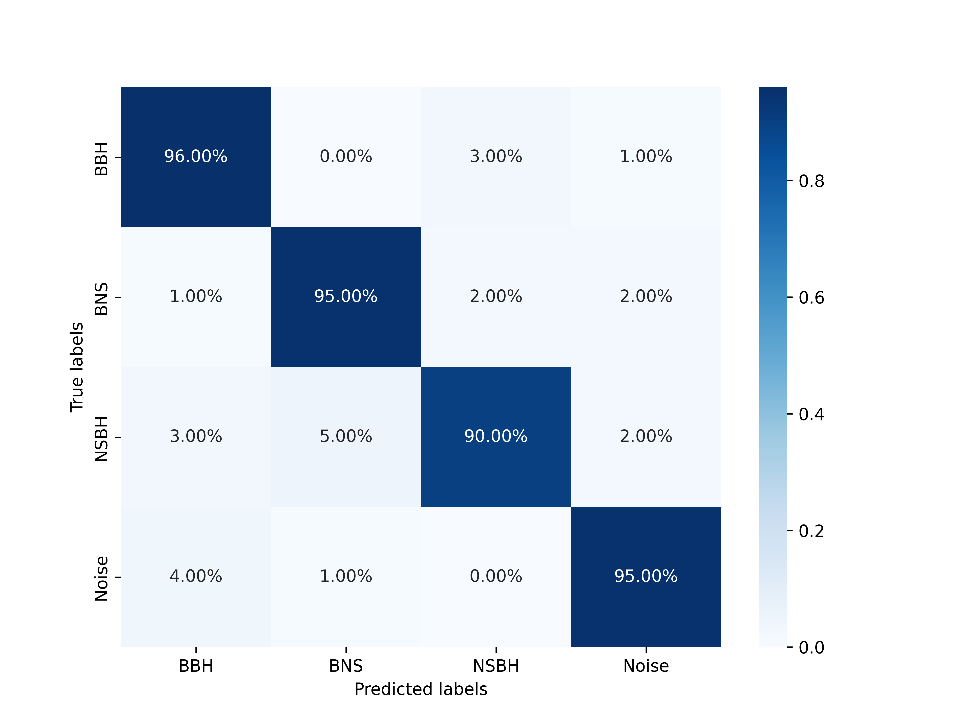 BBH 96.00% 0.00% 3.00% 1.00%
BNS 1.00% 95.00% 2.00% 2.00%
NSBH 3.00% 5.00% 90.00% 2.00%
Noise 4.00% 1.00% 0.00% 95.00%
BBH BNS NSBH Noise
Predicted labels
True labels
0.8
0.6
0.4
0.2
0.0